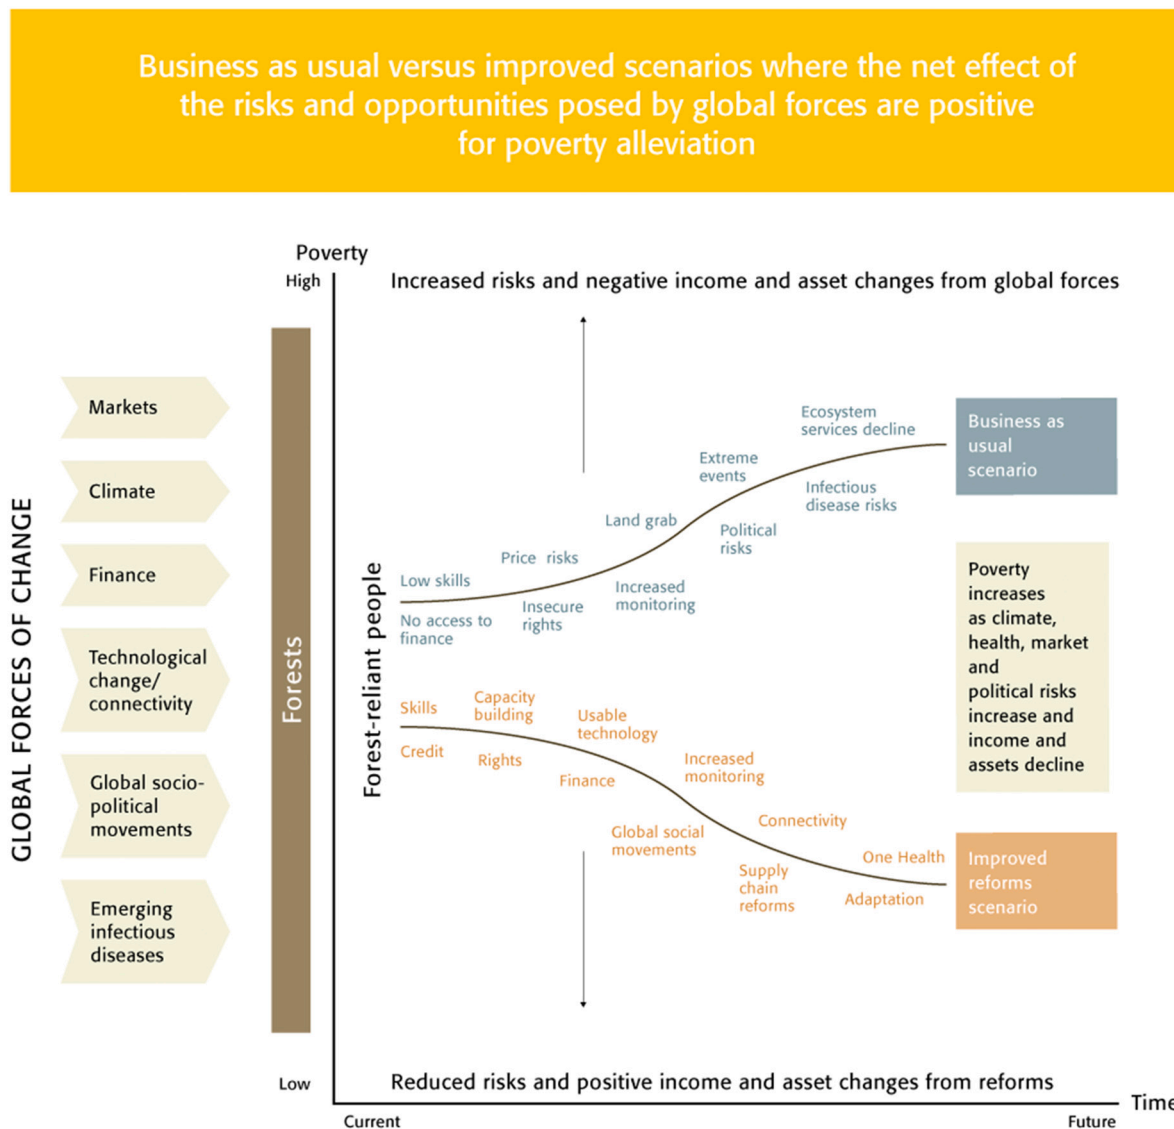 Business as usual versus improved scenarios where the net effect of
the risks and opportunities posed by global forces are positive
for poverty alleviation
GLOBAL FORCES OF CHANGE
Markets
Climate
Finance
Technological
change/
connectivity
Global socio-
political
movements
Emerging
infectious
diseases
Forests
Poverty
High
Low
Forest-reliant people
Increased risks and negative income and asset changes from global forces
Low skills
No access to
finance
Price risks
Insecure
rights
Land grab
Increased
monitoring
Extreme
events
Political
risks
Ecosystem
services decline
Infectious
disease risks
Business as
usual
scenario
Poverty
increases
as climate,
health, market
and
political risks
increase and
income and
assets decline
Skills
Credit
Capacity
building
Rights
Usable
technology
Finance
Increased
monitoring
Global social
movements
Connectivity
Supply
chain
reforms
One Health
Adaptation
Improved
reforms
scenario
Reduced risks and positive income and asset changes from reforms
Current
Future
Time